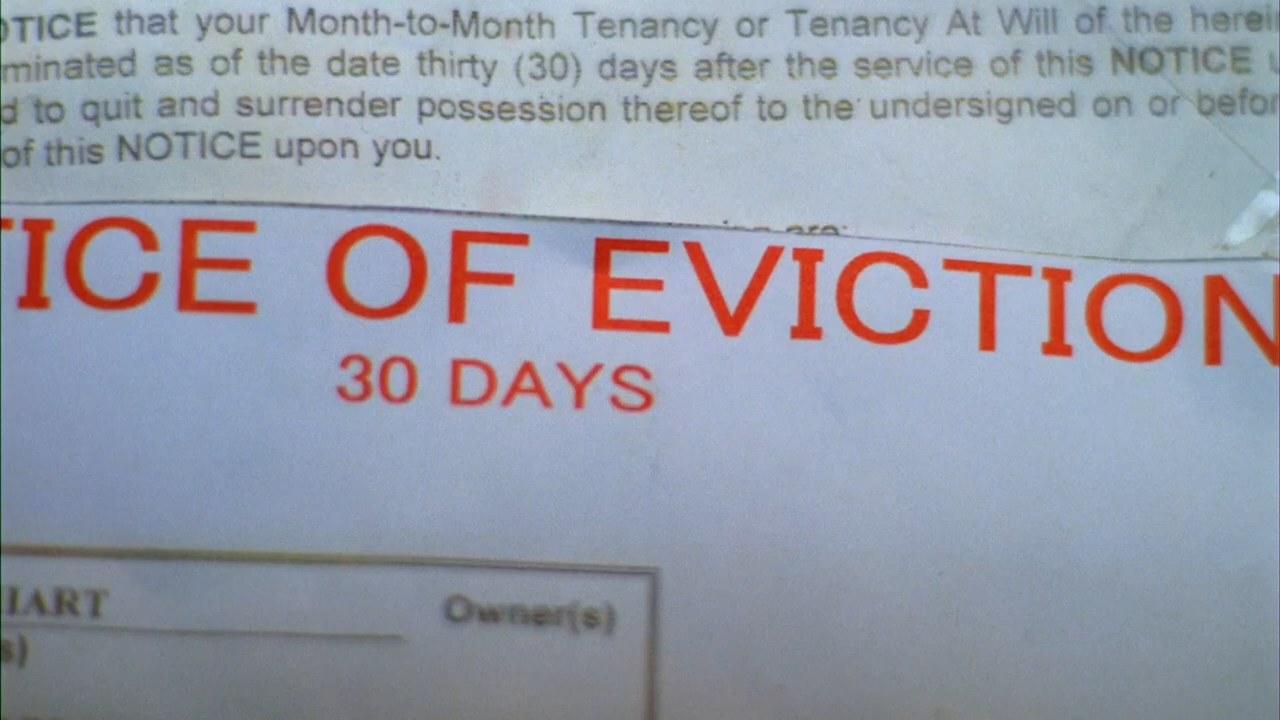 OTICE that your Month-to-Month Tenancy or Tenancy At Will of the herei
minated as of the date thirty (30) days after the service of this NOTICE u
d to quit and surrender possession thereof to the undersigned on or befor
of this NOTICE upon you.
TICE OF EVICTION
30 DAYS
HART
Owner(s)
s)